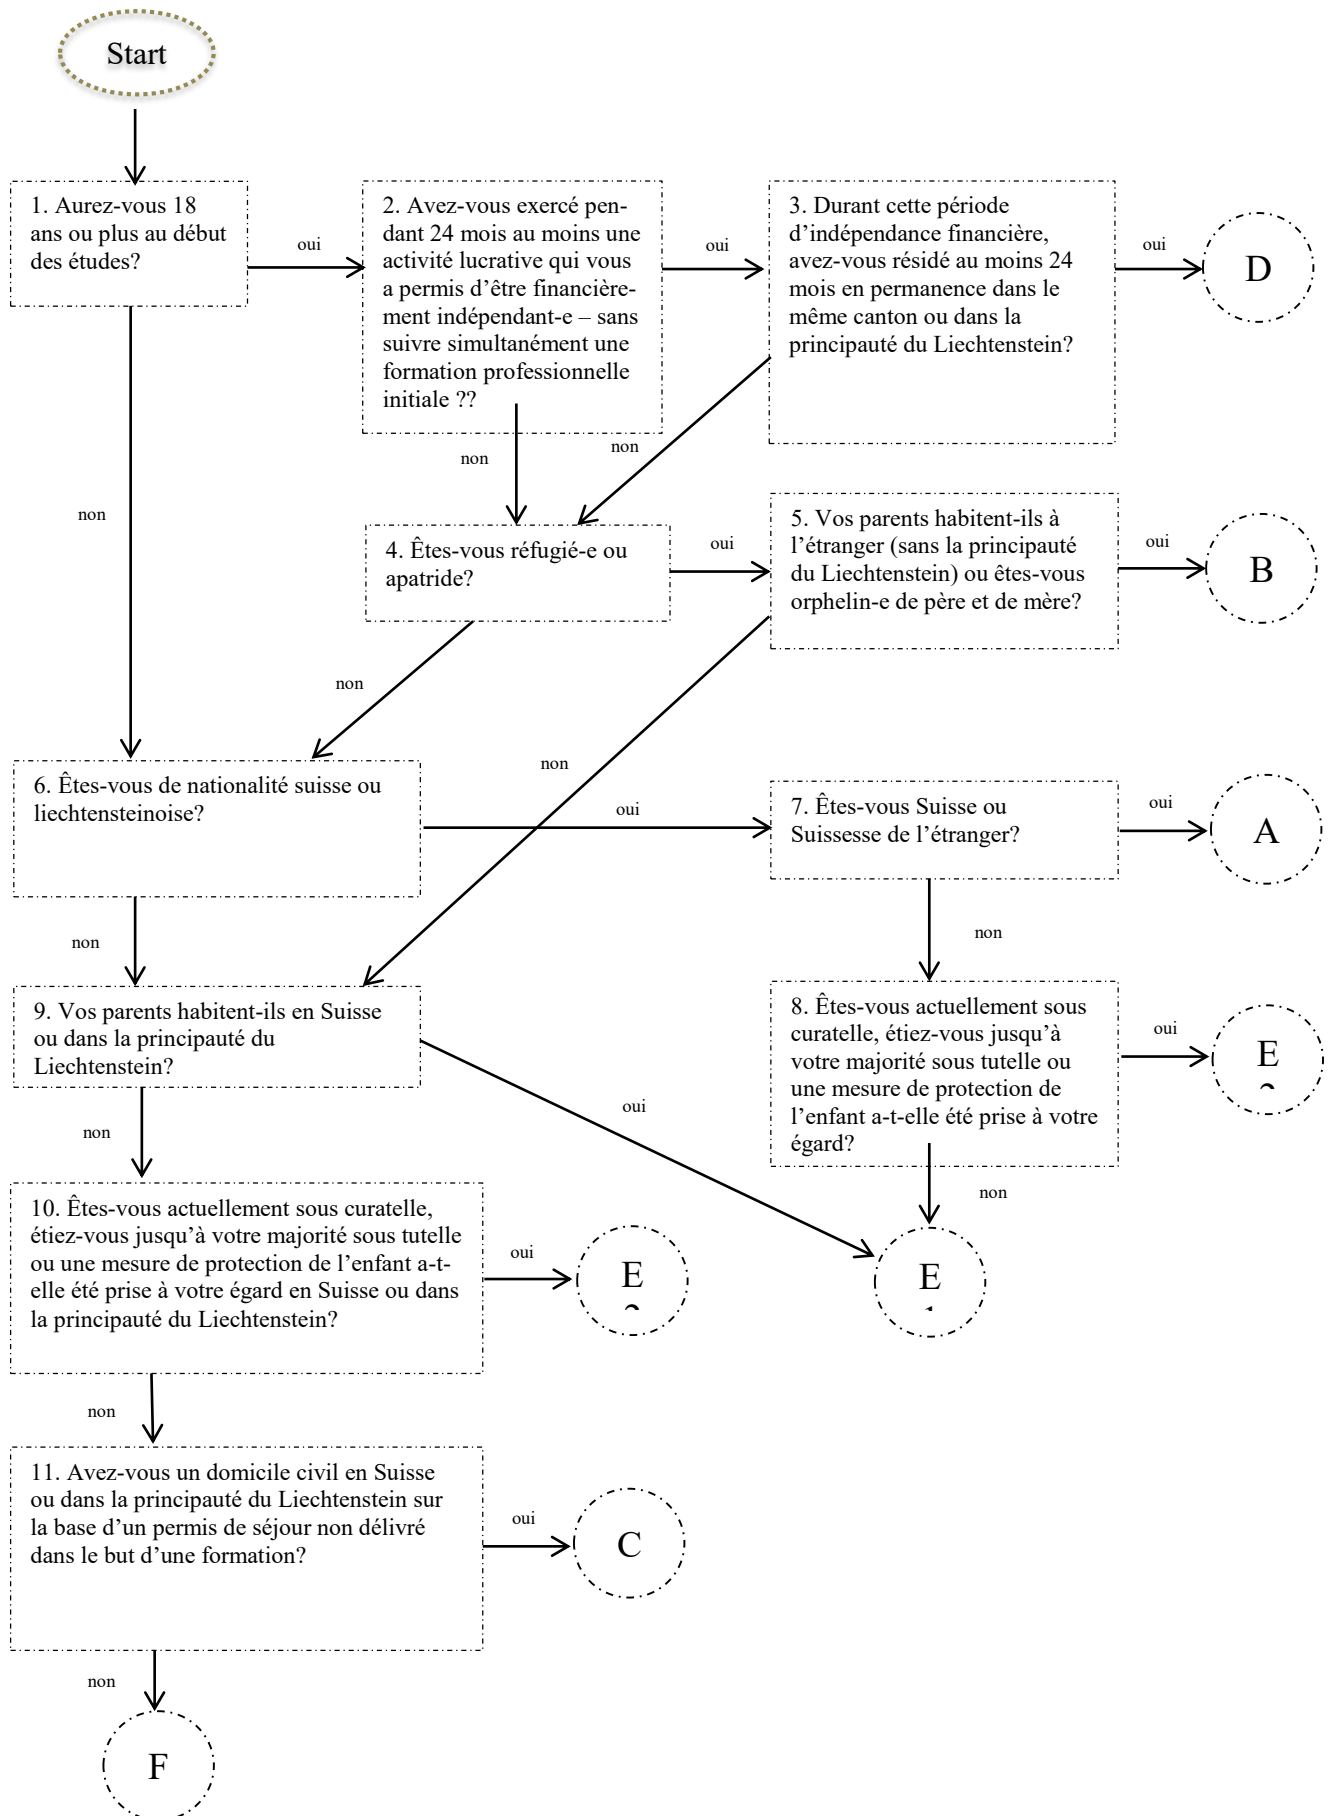 Start
1. Aurez-vous 18
ans ou plus au début
des études?
oui
2. Avez-vous exercé pen-
dant 24 mois au moins une
activité lucrative qui vous
a permis d'être financière-
ment indépendant-e – sans
suivre simultanément une
formation professionnelle
initiale ??
oui
3. Durant cette période
d'indépendance financière,
avez-vous résidé au moins 24
mois en permanence dans le
même canton ou dans la
principauté du Liechtenstein?
oui
D
non
non
non
4. Êtes-vous réfugié-e ou
apatride?
oui
5. Vos parents habitent-ils à
l'étranger (sans la principauté
du Liechtenstein) ou êtes-vous
orphelin-e de père et de mère?
oui
B
non
non
6. Êtes-vous de nationalité suisse ou
liechtensteinoise?
oui
7. Êtes-vous Suisse ou
Suissesse de l'étranger?
oui
A
non
non
9. Vos parents habitent-ils en Suisse
ou dans la principauté du
Liechtenstein?
oui
8. Êtes-vous actuellement sous
curatelle, étiez-vous jusqu'à
votre majorité sous tutelle ou
une mesure de protection de
l'enfant a-t-elle été prise à votre
égard?
oui
E
non
non
10. Êtes-vous actuellement sous curatelle,
étiez-vous jusqu'à votre majorité sous tutelle
ou une mesure de protection de l'enfant a-t-
elle été prise à votre égard en Suisse ou dans
la principauté du Liechtenstein?
oui
E
E
non
11. Avez-vous un domicile civil en Suisse
ou dans la principauté du Liechtenstein sur
la base d'un permis de séjour non délivré
dans le but d'une formation?
oui
C
non
F